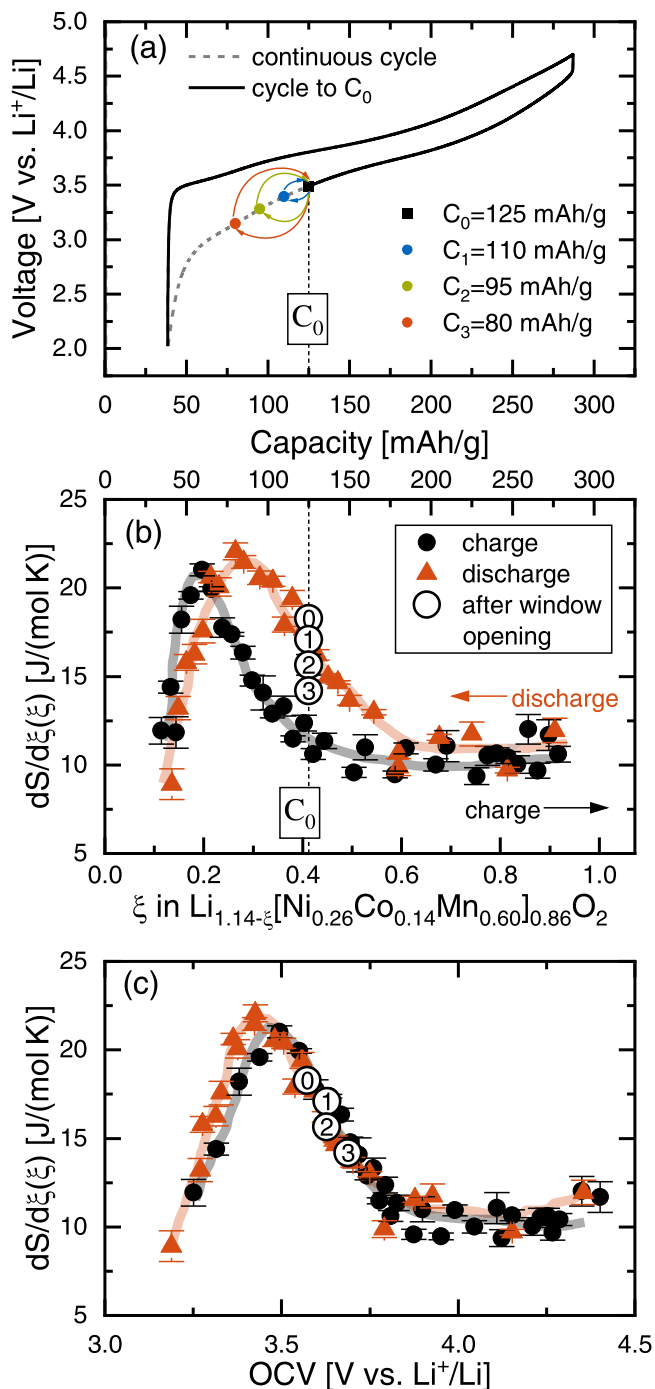 (a)
continuous cycle
cycle to C₀
5.0
4.5
4.0
3.5
3.0
2.5
2.0
Voltage [V vs. Li⁺/Li]
C₀=125 mAh/g
C₁=110 mAh/g
C₂=95 mAh/g
C₃=80 mAh/g
C₀
0 50 100 150 200 250 300
Capacity [mAh/g]
0 50 100 150 200 250 300
(b)
charge
discharge
after window
opening
25
20
15
10
5
dS/dξ(ξ) [J/(mol K)]
0
1
2
3
discharge
charge
C₀
0.0 0.2 0.4 0.6 0.8 1.0
ξ in Li₁.₁₄₋ξ[Ni₀.₂₆Co₀.₁₄Mn₀.₆₀]₀.₈₆O₂
(c)
25
20
15
10
5
dS/dξ(ξ) [J/(mol K)]
0
1
2
3
3.0 3.5 4.0 4.5
OCV [V vs. Li⁺/Li]